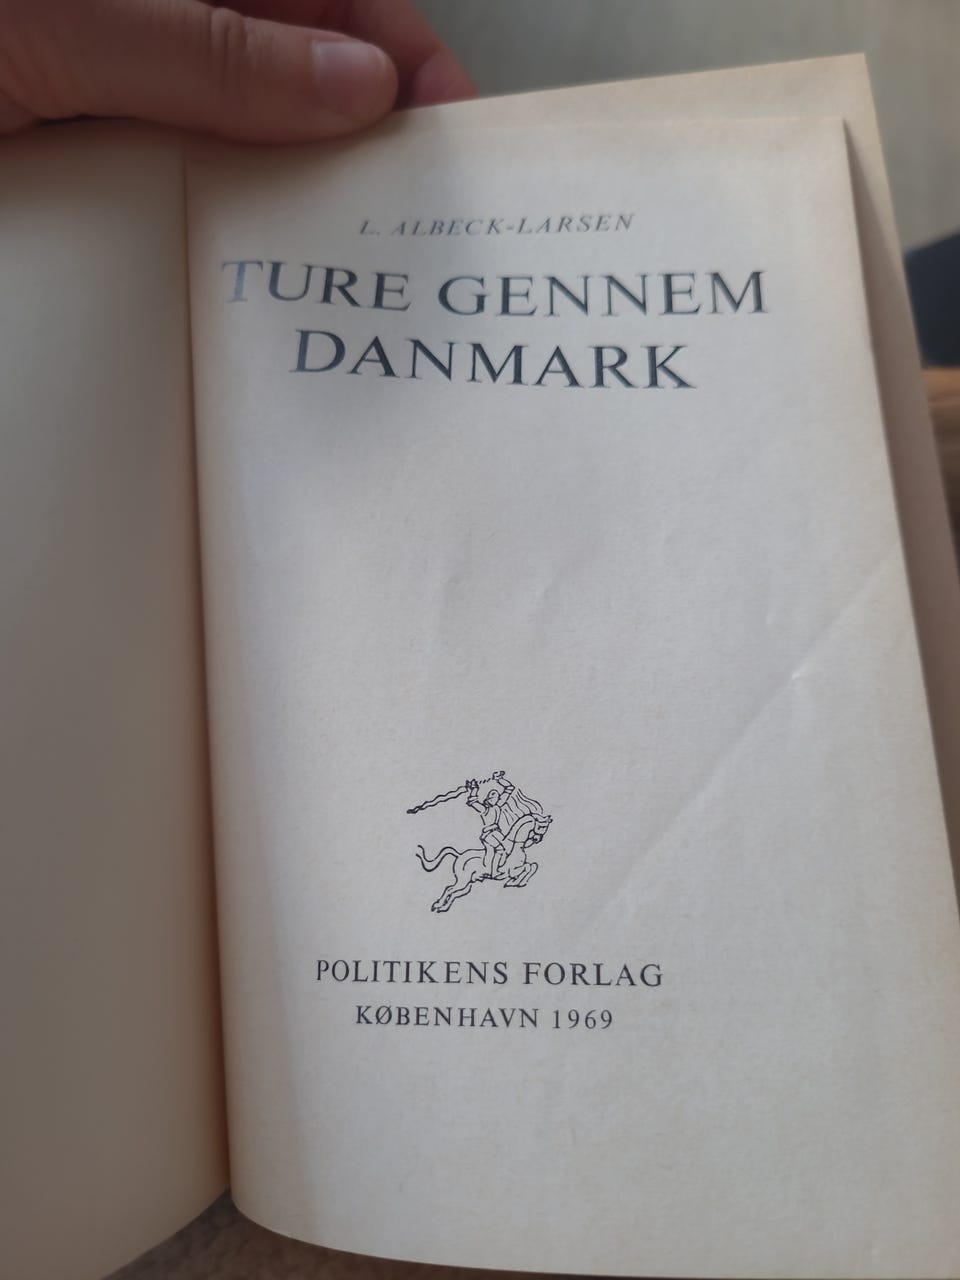 L. ALBECK-LARSEN
TURE GENNEM
DANMARK
POLITIKENS FORLAG
KØBENHAVN 1969